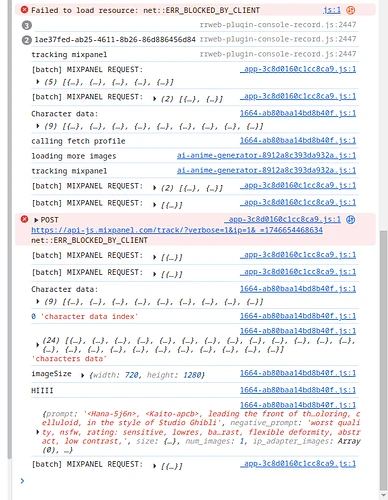 Failed to load resource: net::ERR_BLOCKED_BY_CLIENT js:1
3 rrweb-plugin-console-record.js:2447
2 1ae37fed-ab25-4611-8b26-86d886456d84 rrweb-plugin-console-record.js:2447
tracking mixpanel rrweb-plugin-console-record.js:2447
[batch] MIXPANEL REQUEST: _app-3c8d0160c1cc8ca9.js:1
(5) [{…}, {…}, {…}, {…}, {…}]
[batch] MIXPANEL REQUEST: (2) [{…}, {…}] _app-3c8d0160c1cc8ca9.js:1
Character data: 1664-ab80baa14bd8b40f.js:1
(9) [{…}, {…}, {…}, {…}, {…}, {…}, {…}, {…}, {…}]
calling fetch profile 1664-ab80baa14bd8b40f.js:1
loading more images ai-anime-generator-8912a8c393da932a.js:1
tracking mixpanel ai-anime-generator-8912a8c393da932a.js:1
[batch] MIXPANEL REQUEST: (2) [{…}, {…}] _app-3c8d0160c1cc8ca9.js:1
[batch] MIXPANEL REQUEST: [{…}] _app-3c8d0160c1cc8ca9.js:1
POST _app-3c8d0160c1cc8ca9.js:1
https://api-js.mixpanel.com/track/?verbose=1&ip=1&_=1746654468634
net::ERR_BLOCKED_BY_CLIENT
[batch] MIXPANEL REQUEST: [{…}] _app-3c8d0160c1cc8ca9.js:1
[batch] MIXPANEL REQUEST: [{…}] _app-3c8d0160c1cc8ca9.js:1
Character data: 1664-ab80baa14bd8b40f.js:1
(9) [{…}, {…}, {…}, {…}, {…}, {…}, {…}, {…}, {…}]
0 'character data index' 1664-ab80baa14bd8b40f.js:1
1664-ab80baa14bd8b40f.js:1
(24) [{…}, {…}, {…}, {…}, {…}, {…}, {…}, {…}, {…}, {…}, {…},
{…}, {…}, {…}, {…}, {…}, {…}, {…}, {…}, {…}, {…}, {…}, {…}, {…}]
'characters data'
imageSize {width: 720, height: 1280} 1664-ab80baa14bd8b40f.js:1
HIIII 1664-ab80baa14bd8b40f.js:1
1664-ab80baa14bd8b40f.js:1
{prompt: '<Hana-5j6n>, <Kaito-apcb>, leading the front of th…oloring, c
elluloid, in the style of Studio Ghibli', negative_prompt: 'worst quali
ty, nsfw, rating: sensitive, lowres, ba…rast, flexible deformity, abstr
act, low contrast,', size: {…}, num_images: 1, ip_adapter_images: Array
(0), …}
[batch] MIXPANEL REQUEST: [{…}] _app-3c8d0160c1cc8ca9.js:1